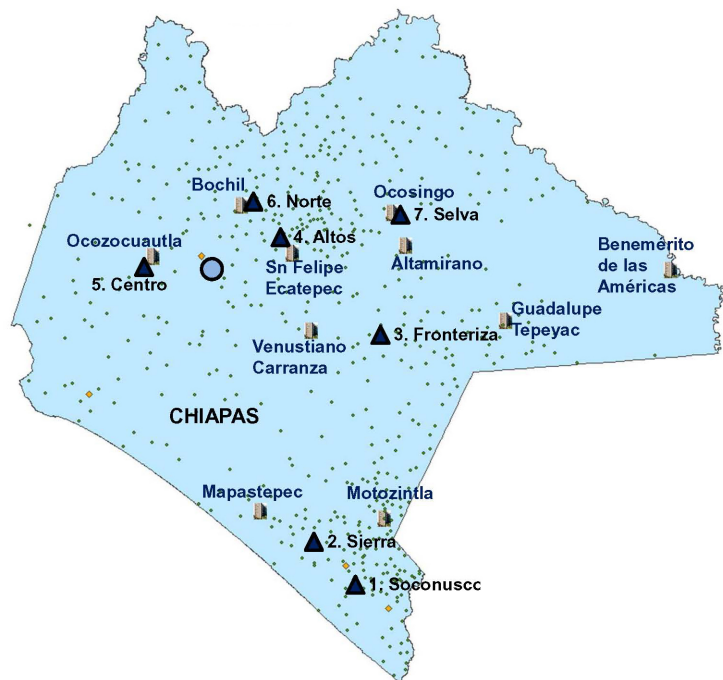 Bochil
6. Norte
Ocosingo
7. Selva
4. Altos
Ocozocuautla
5. Centro
Sn Felipe
Ecatepec
Altamirano
Benemérito
de las
Américas
Guadalupe
Tepeyac
3. Fronteriza
Venustiano
Carranza
CHIAPAS
Mapastepec
Motozintla
2. Sierra
1. Soconuscc